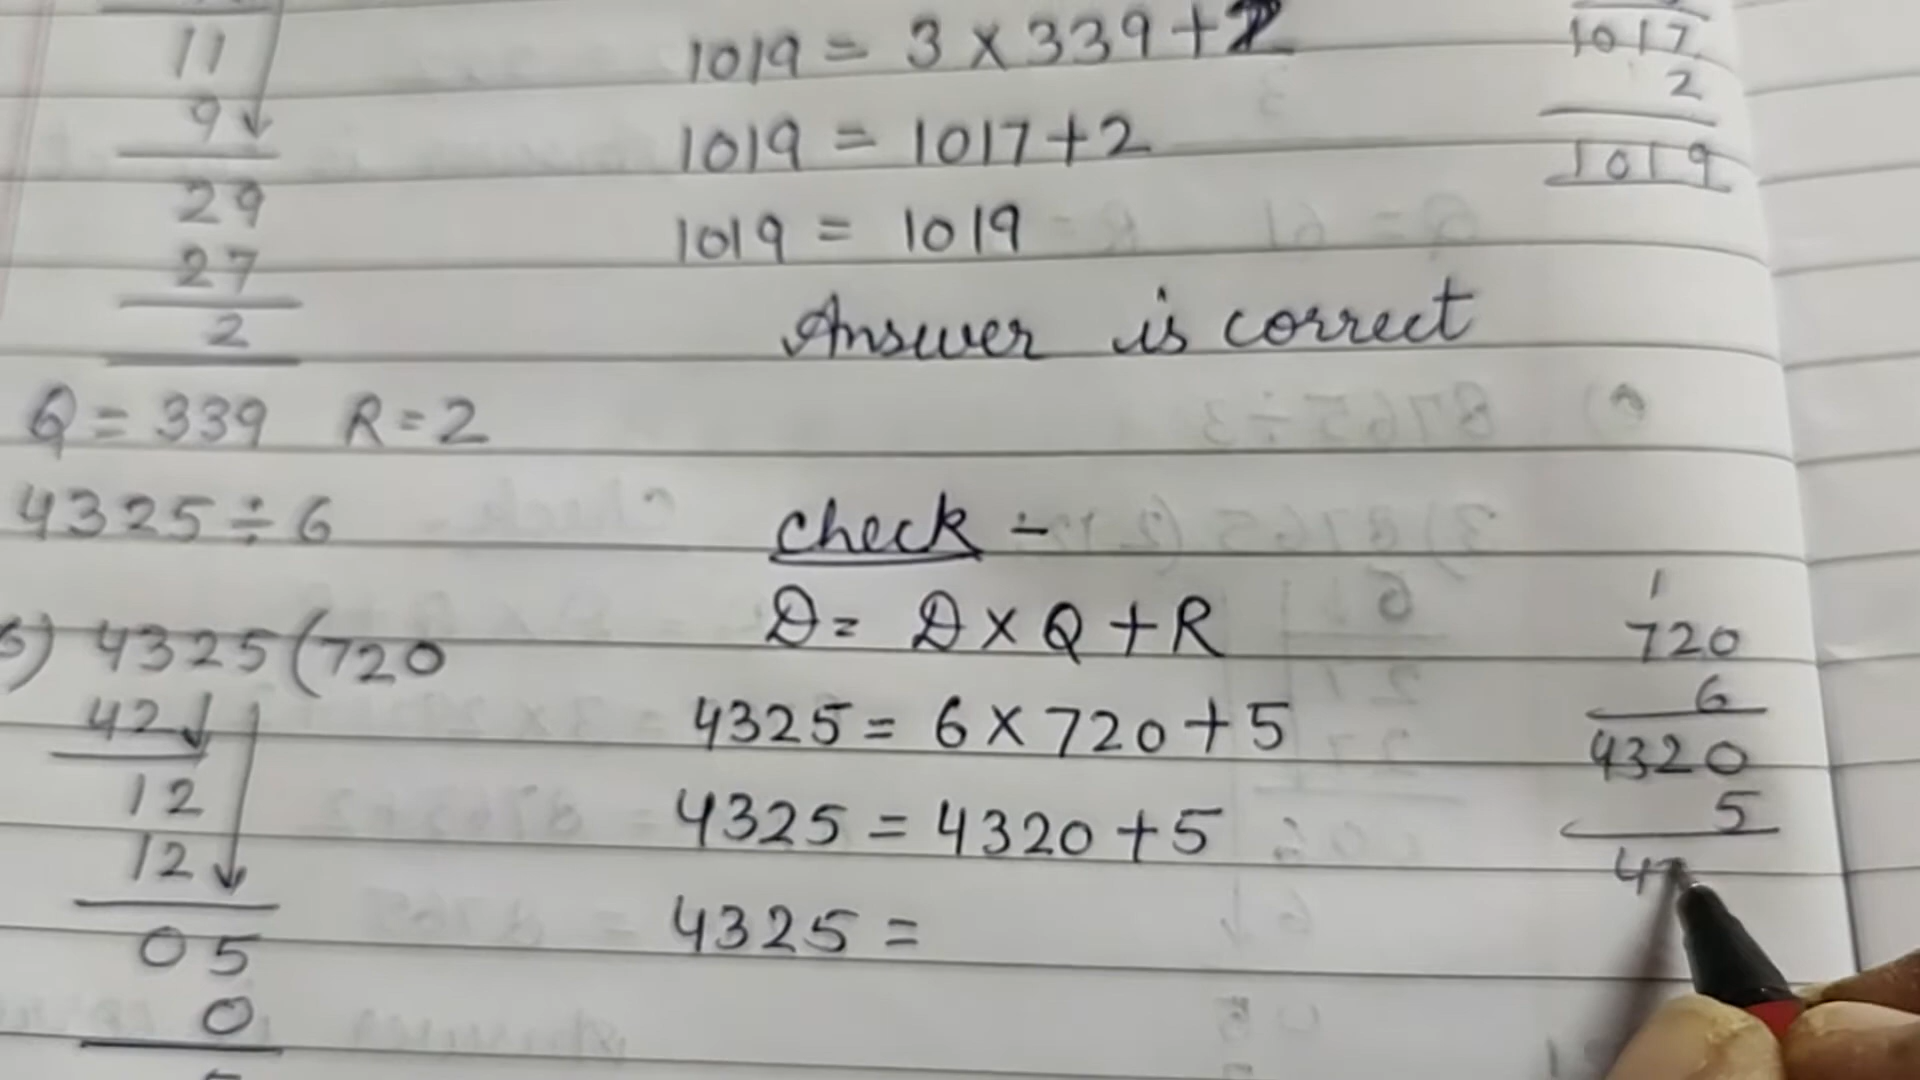 11
9
29
27
2
Q = 339 R = 2
1019 = 3 × 339 + 2
1019 = 1017 + 2
1019 = 1019
Answer is correct
1017
2
1019
4325 ÷ 6
6) 4325 (720
42
12
12
05
0
check -
D = D × Q + R
4325 = 6 × 720 + 5
4325 = 4320 + 5
4325 =
1
720
6
4320
5
4